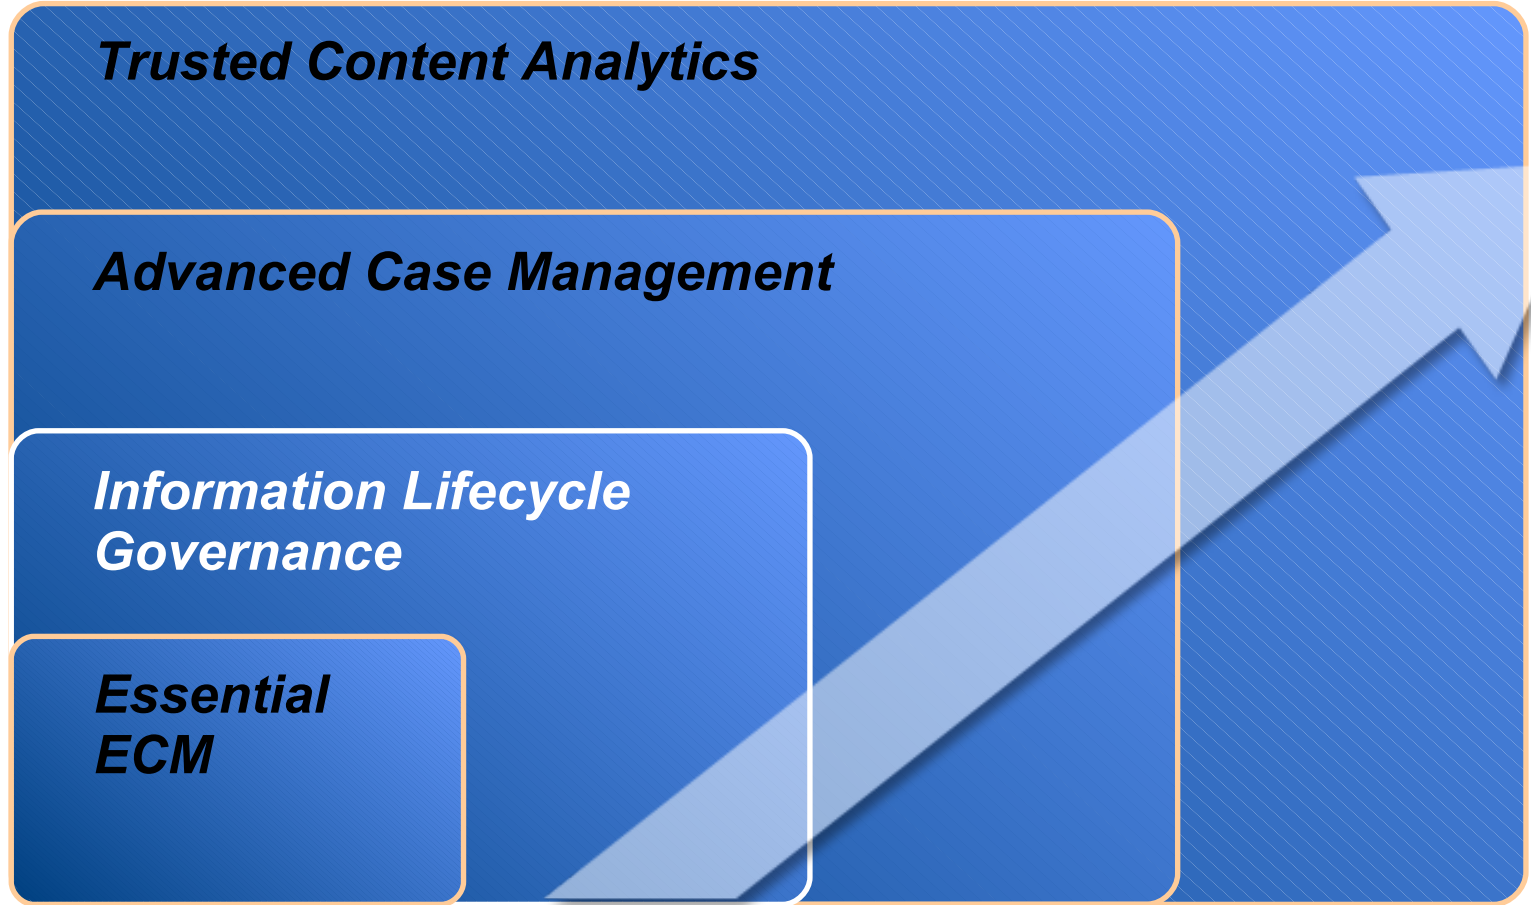 Trusted Content Analytics
Advanced Case Management
Information Lifecycle
Governance
Essential
ECM